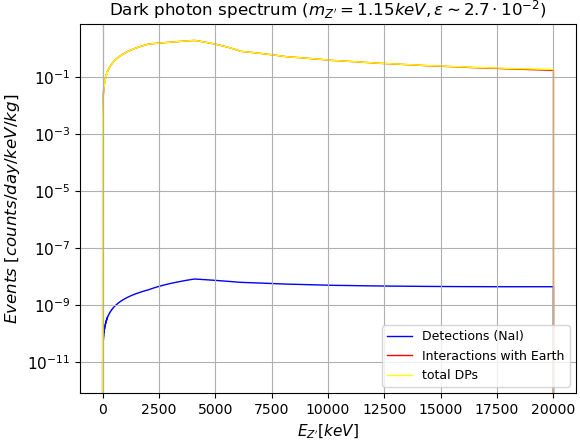 Dark photon spectrum (m_{Z'} = 1.15keV, ε ~ 2.7 · 10^{-2})
Events [counts/day/keV/kg]
10^{-1}
10^{-3}
10^{-5}
10^{-7}
10^{-9}
10^{-11}
Detections (NaI)
Interactions with Earth
total DPs
0 2500 5000 7500 10000 12500 15000 17500 20000
E_{Z'}[keV]